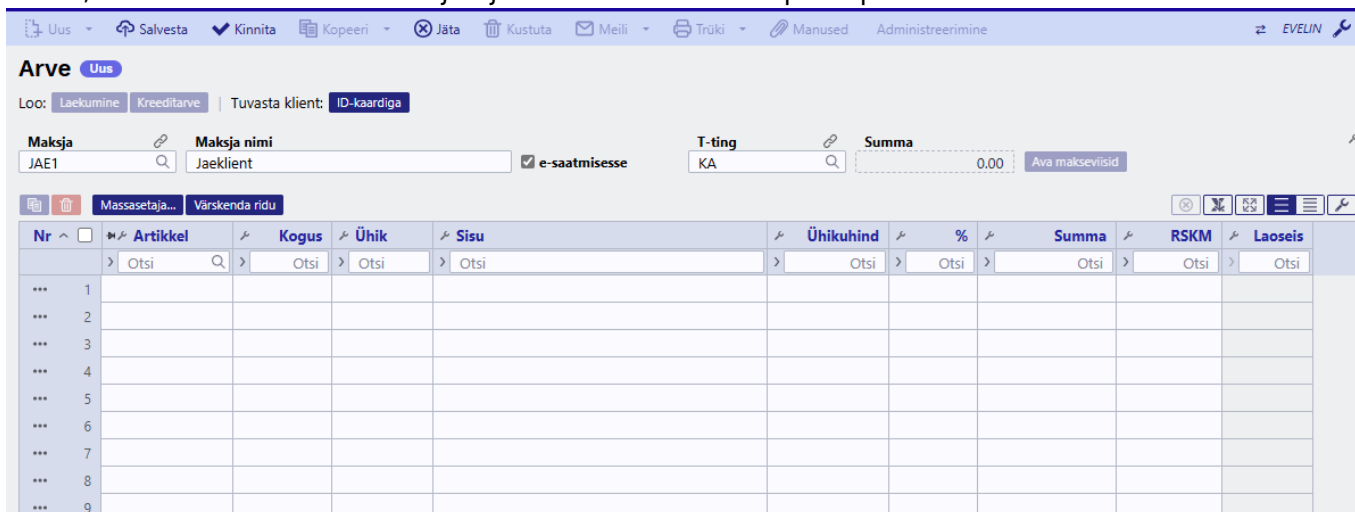 Uus Salvesta Kinnita Kopeeri Jäta Kustuta Meili Trüki Manused Administreerimine EVELIN
Arve Uus
Loo: Laekumine Kreeditarve | Tuvasta klient: ID-kaardiga
Maksja Maksja nimi T-ting Summa
JAE1 Jaeklient e-saatmisesse KA 0.00 Ava makseviisid
Massasetaja... Värskenda ridu
Nr Artikkel Kogus Ühik Sisu Ühikuhind % Summa RSKM Laoseis
Otsi Otsi Otsi Otsi Otsi Otsi Otsi Otsi Otsi
1
2
3
4
5
6
7
8
9